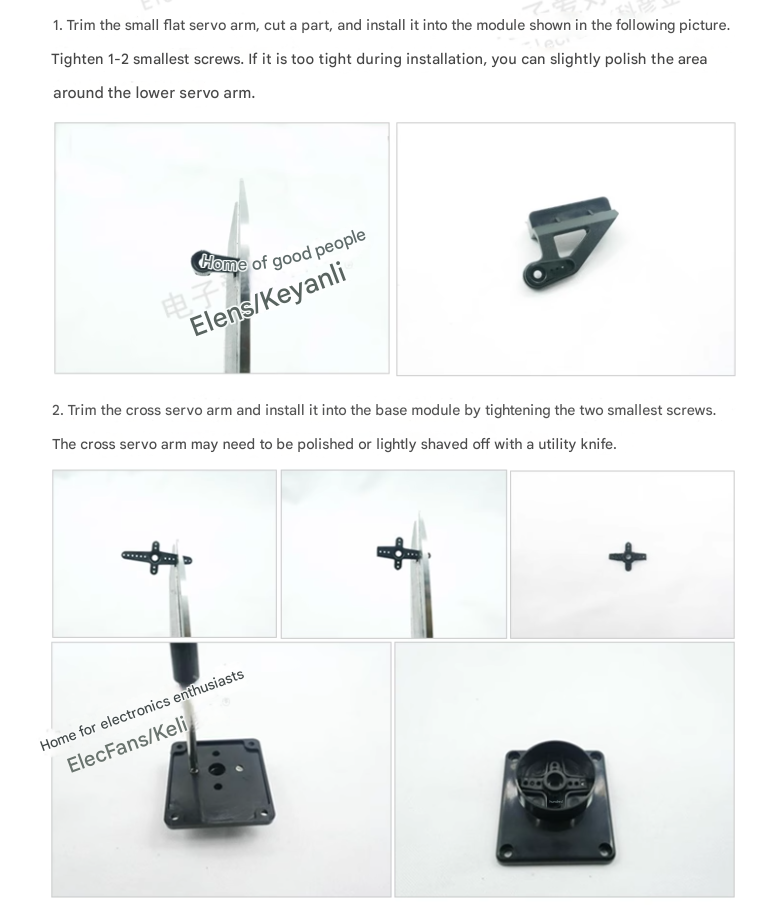 1. Trim the small flat servo arm, cut a part, and install it into the module shown in the following picture.
Tighten 1-2 smallest screws. If it is too tight during installation, you can slightly polish the area
around the lower servo arm.
Home of good people
电子
Elens/Keyanli
2. Trim the cross servo arm and install it into the base module by tightening the two smallest screws.
The cross servo arm may need to be polished or lightly shaved off with a utility knife.
Home for electronics enthusiasts
ElecFans/Keli